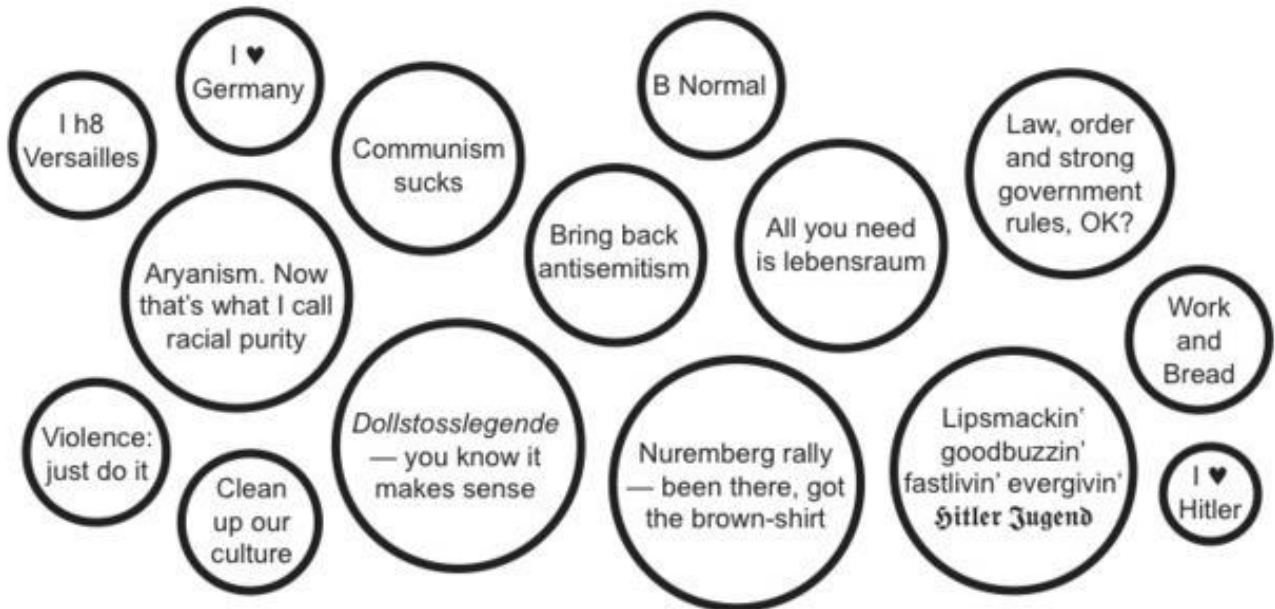 I ♥
Germany
B Normal
I h8
Versailles
Communism
sucks
Law, order
and strong
government
rules, OK?
Bring back
antisemitism
All you need
is lebensraum
Aryanism. Now
that's what I call
racial purity
Work
and
Bread
Violence:
just do it
Dollstosslegende
— you know it
makes sense
Nuremberg rally
— been there, got
the brown-shirt
Lipsmackin'
goodbuzzin'
fastlivin' evergivin'
Hitler Jugend
Clean
up our
culture
I ♥
Hitler